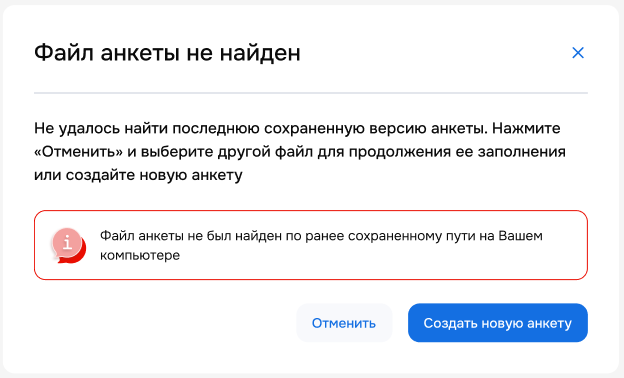 Файл анкеты не найден
Не удалось найти последнюю сохраненную версию анкеты. Нажмите
«Отменить» и выберите другой файл для продолжения ее заполнения
или создайте новую анкету
i
Файл анкеты не был найден по ранее сохраненному пути на Вашем
компьютере
Отменить
Создать новую анкету